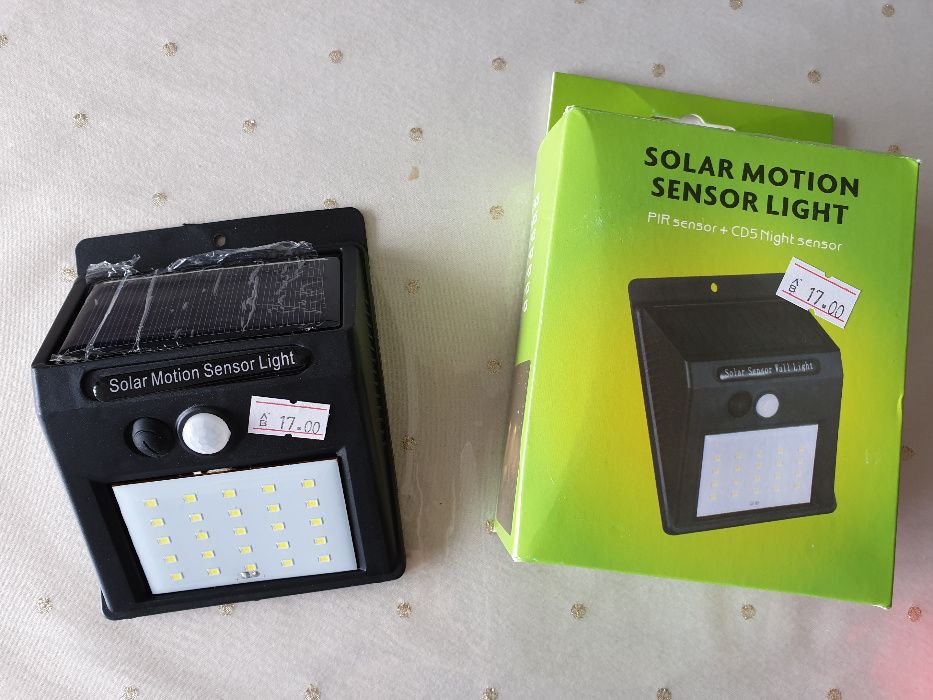 Solar Motion Sensor Light
17.00
SOLAR MOTION
SENSOR LIGHT
PIR sensor + CDS Night sensor
17.00
Solar Sensor Wall Light